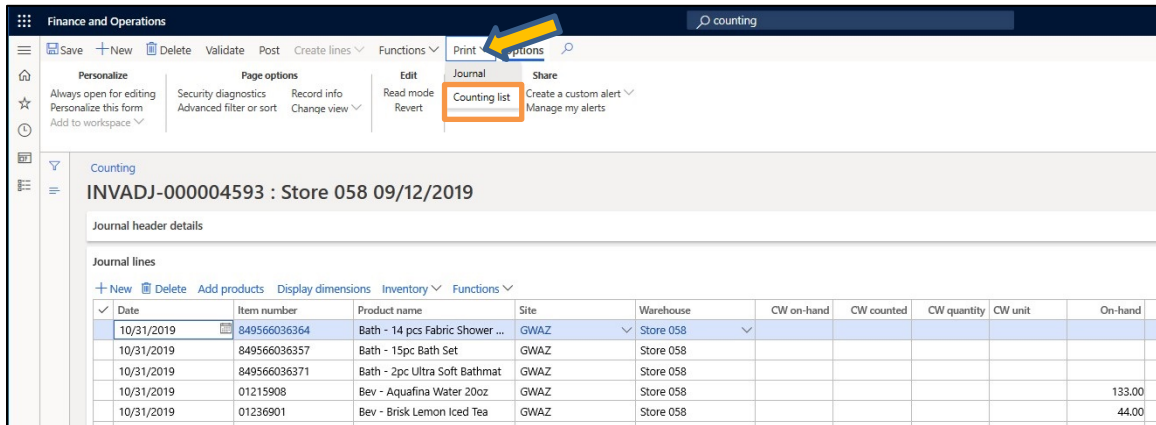 Finance and Operations counting
Save New Delete Validate Post Create lines Functions Print Options
Personalize Page options Edit Journal Share
Always open for editing Security diagnostics Record info Read mode Counting list Create a custom alert
Personalize this form Advanced filter or sort Change view Revert Manage my alerts
Add to workspace
Counting
INVADJ-000004593 : Store 058 09/12/2019
Journal header details
Journal lines
New Delete Add products Display dimensions Inventory Functions
Date Item number Product name Site Warehouse CW on-hand CW counted CW quantity CW unit On-hand
10/31/2019 849566036364 Bath - 14 pcs Fabric Shower ... GWAZ Store 058
10/31/2019 849566036357 Bath - 15pc Bath Set GWAZ Store 058
10/31/2019 849566036371 Bath - 2pc Ultra Soft Bathmat GWAZ Store 058
10/31/2019 01215908 Bev - Aquafina Water 20oz GWAZ Store 058 133.00
10/31/2019 01236901 Bev - Brisk Lemon Iced Tea GWAZ Store 058 44.00